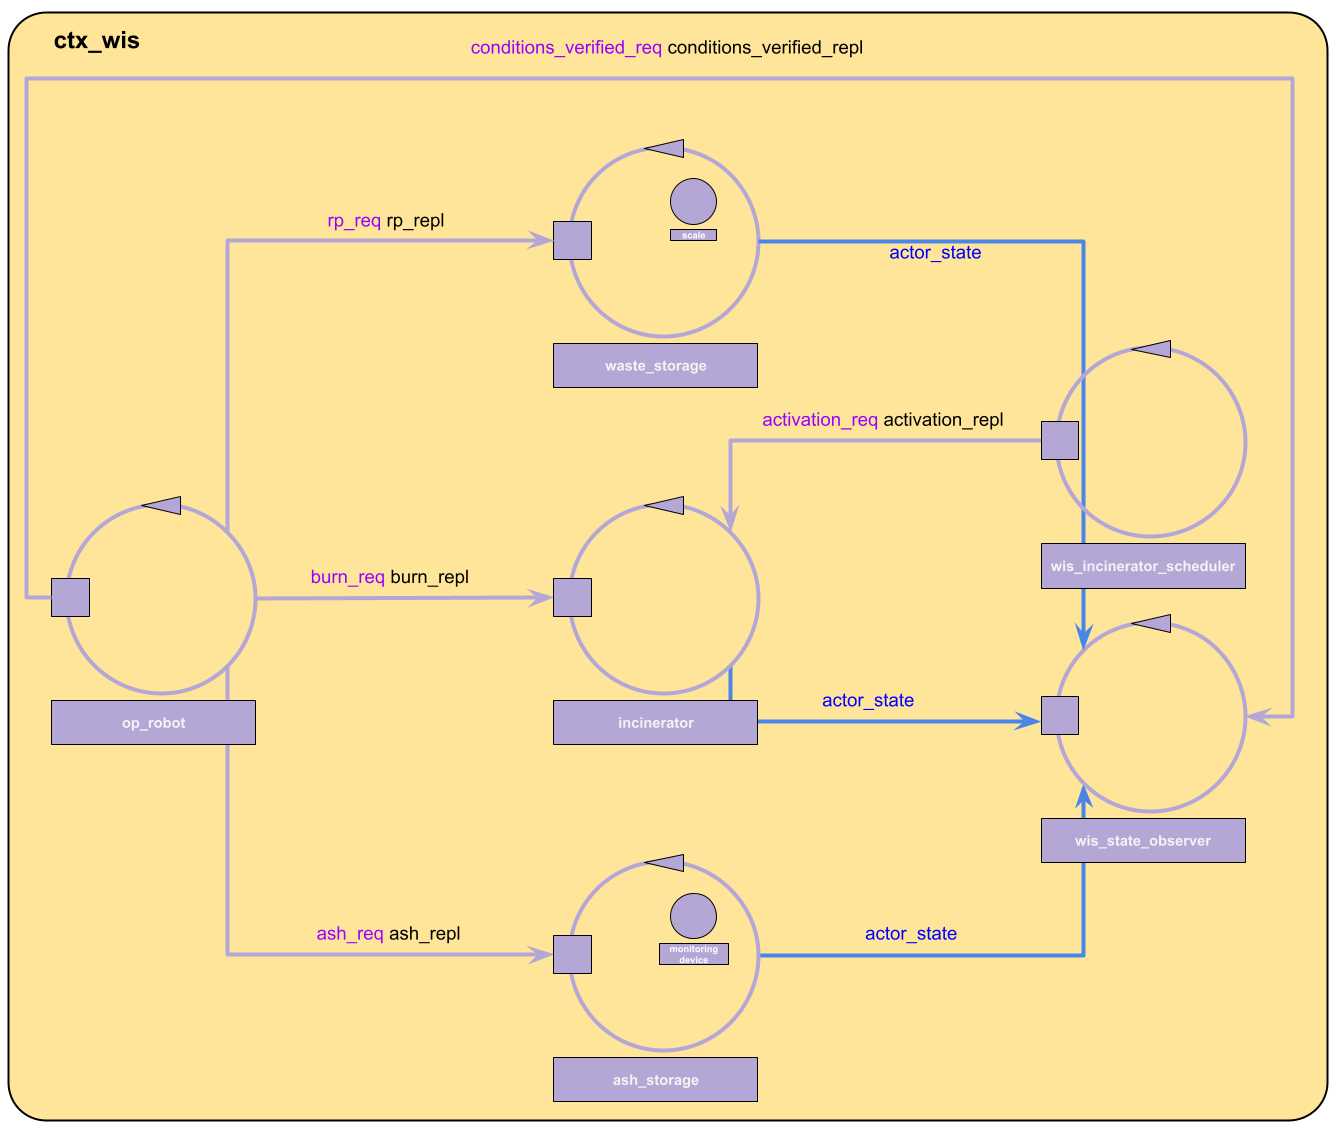 ctx_wis
conditions_verified_req conditions_verified_repl
rp_req rp_repl
scale
actor_state
waste_storage
activation_req activation_repl
wis_incinerator_scheduler
burn_req burn_repl
op_robot
incinerator
actor_state
wis_state_observer
ash_req ash_repl
monitoring
device
actor_state
ash_storage